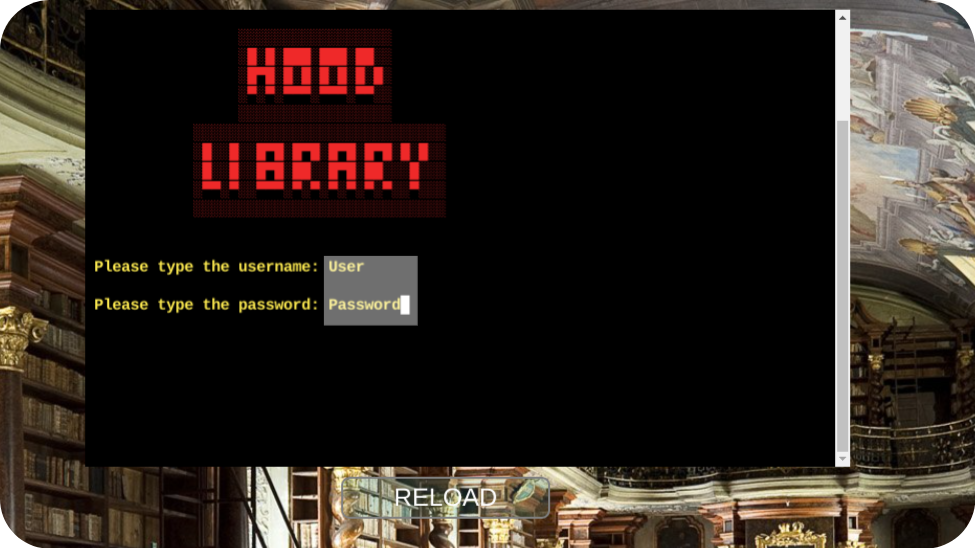 HOOD
LIBRARY
Please type the username: User
Please type the password: Password
RELOAD